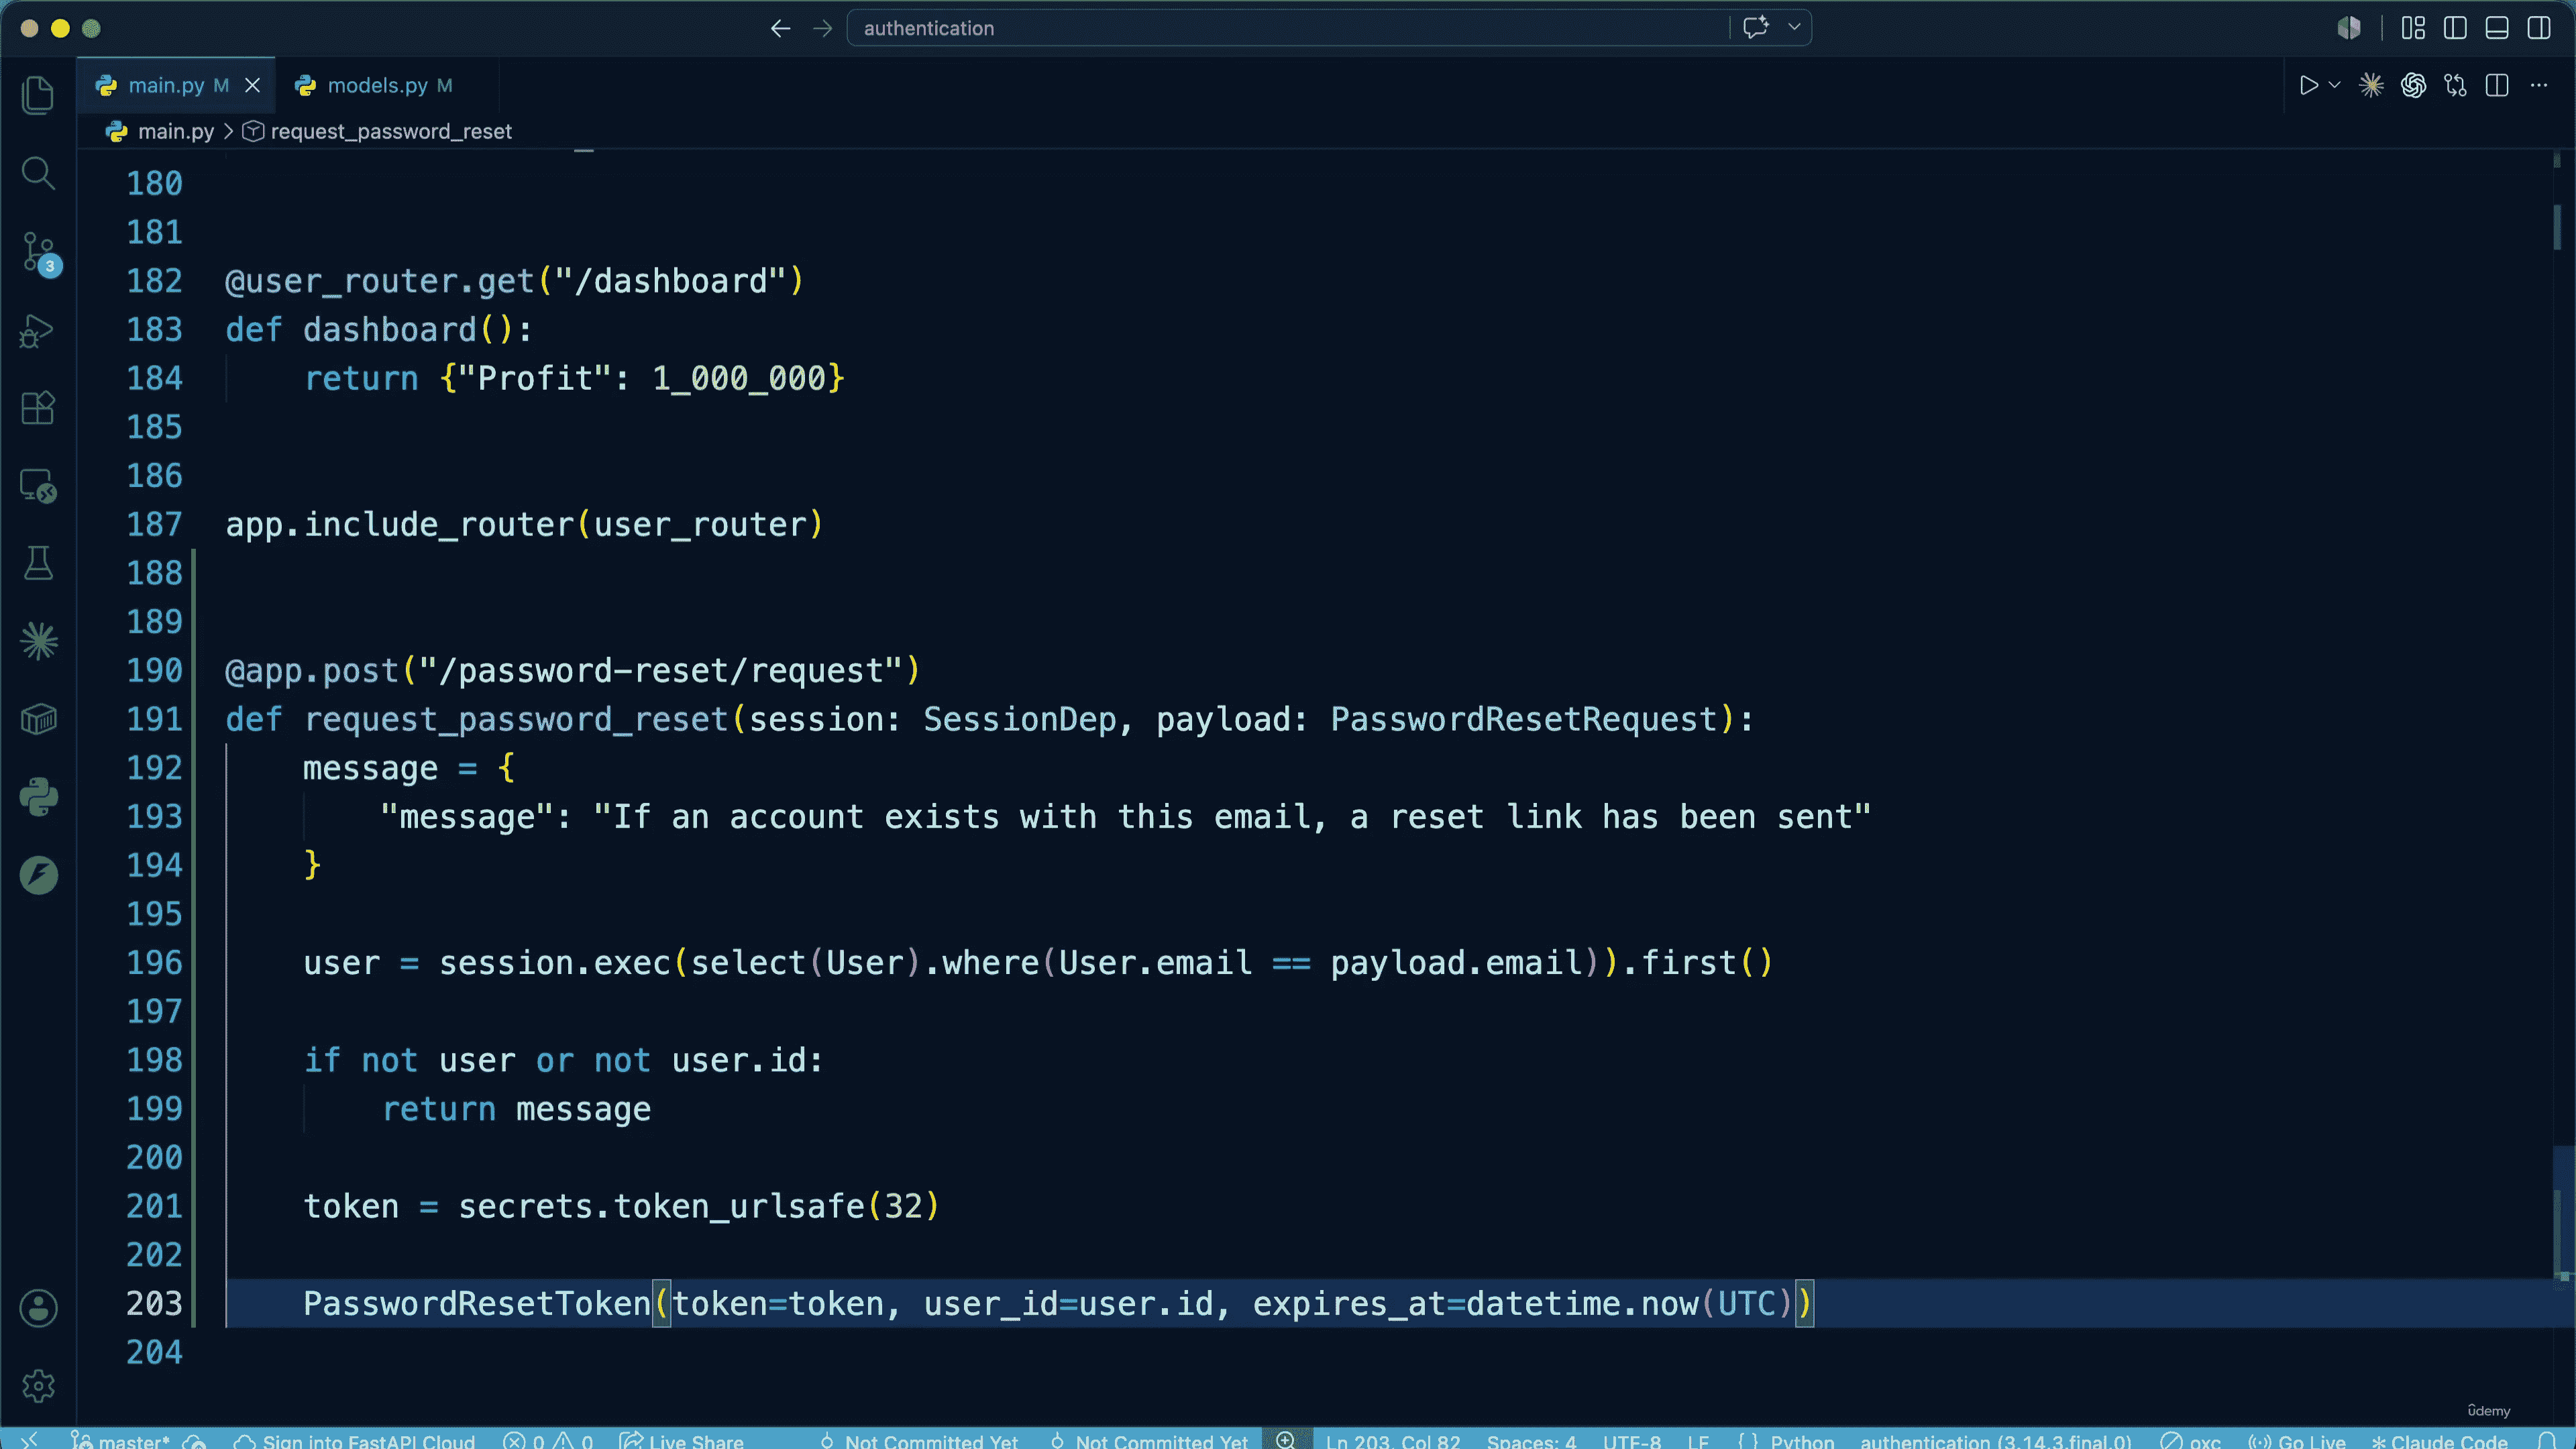 authentication
main.py M
models.py M
main.py > request_password_reset
180
181
182 @user_router.get("/dashboard")
183 def dashboard():
184 return {"Profit": 1_000_000}
185
186
187 app.include_router(user_router)
188
189
190 @app.post("/password-reset/request")
191 def request_password_reset(session: SessionDep, payload: PasswordResetRequest):
192 message = {
193 "message": "If an account exists with this email, a reset link has been sent"
194 }
195
196 user = session.exec(select(User).where(User.email == payload.email)).first()
197
198 if not user or not user.id:
199 return message
200
201 token = secrets.token_urlsafe(32)
202
203 PasswordResetToken(token=token, user_id=user.id, expires_at=datetime.now(UTC))
204
3
ûdemy
master* Sign into FastAPI Cloud 0 0 Live Share Not Committed Yet Not Committed Yet Ln 203, Col 82 Spaces: 4 UTF-8 LF {} Python authentication (3.14.3.final.0) oxc Go Live Claude Code